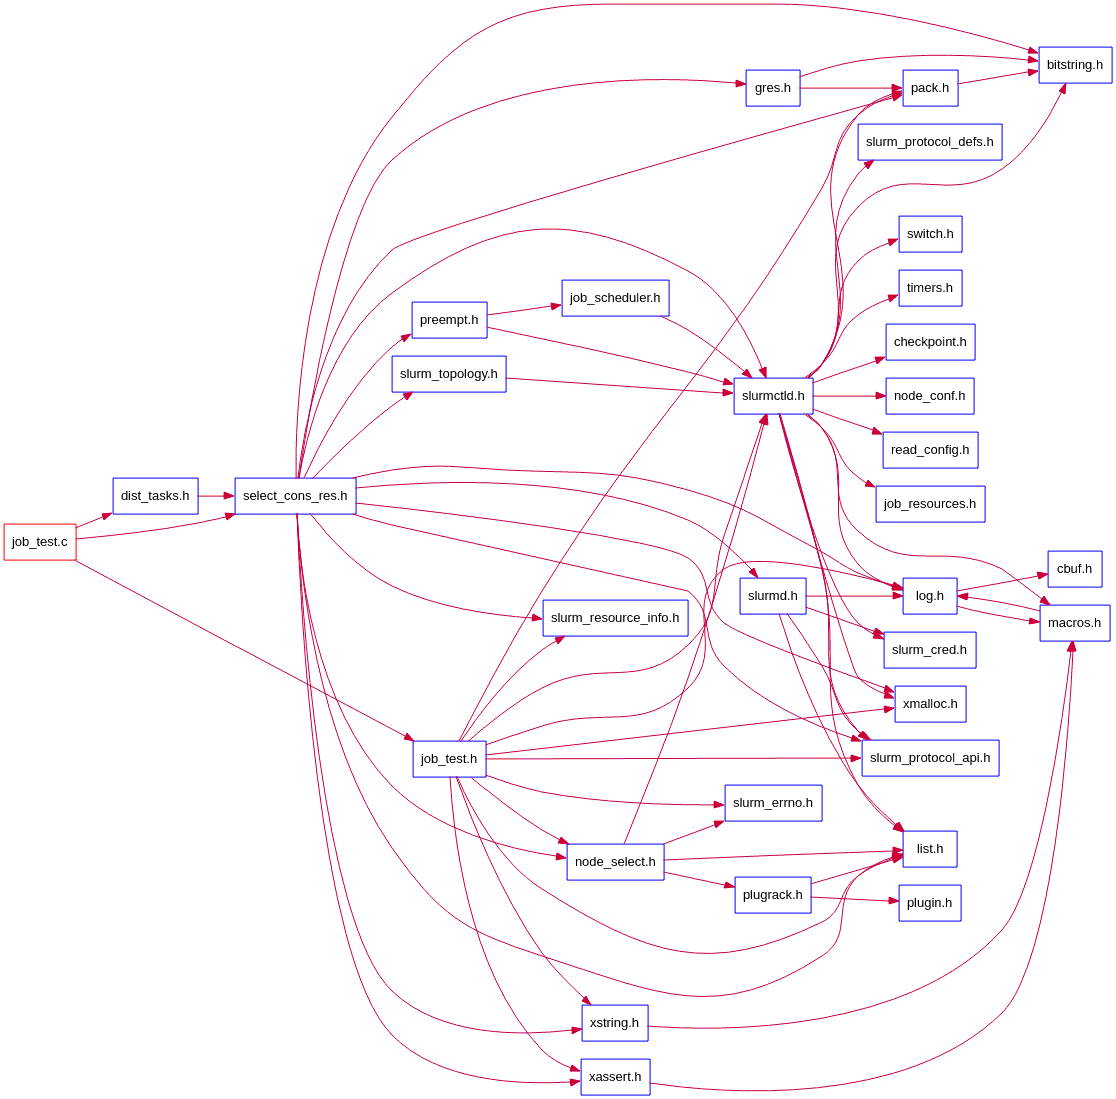 bitstring.h
gres.h
pack.h
slurm_protocol_defs.h
switch.h
timers.h
job_scheduler.h
preempt.h
checkpoint.h
slurm_topology.h
slurmctld.h
node_conf.h
read_config.h
dist_tasks.h
select_cons_res.h
job_resources.h
job_test.c
cbuf.h
slurmd.h
log.h
slurm_resource_info.h
macros.h
slurm_cred.h
xmalloc.h
job_test.h
slurm_protocol_api.h
slurm_errno.h
node_select.h
list.h
plugrack.h
plugin.h
xstring.h
xassert.h